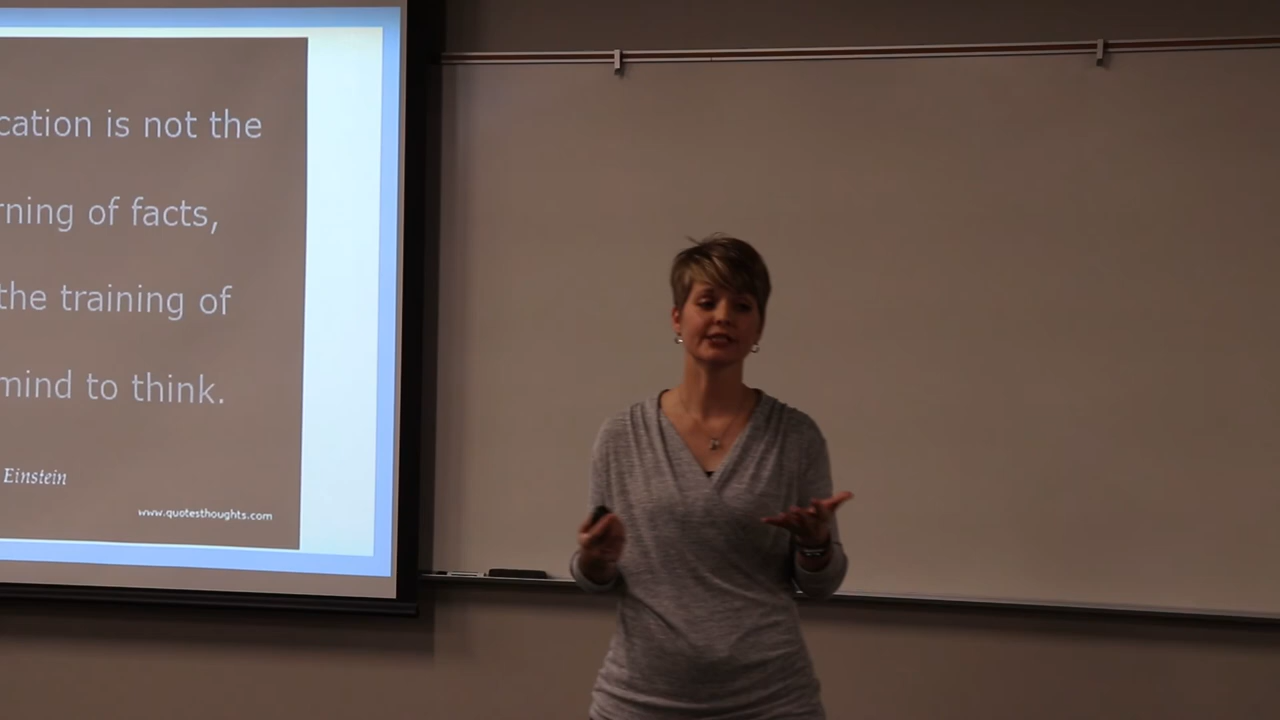 cation is not the
rning of facts,
the training of
mind to think.
Einstein
www.quotesthoughts.com